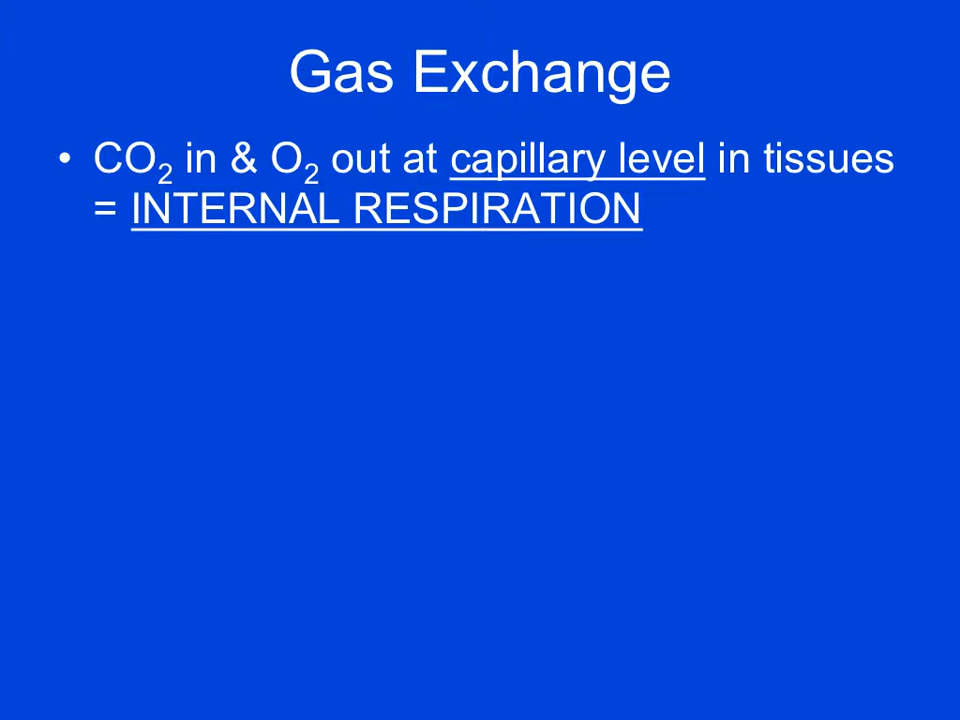 Gas Exchange
• CO₂ in & O₂ out at capillary level in tissues
= INTERNAL RESPIRATION